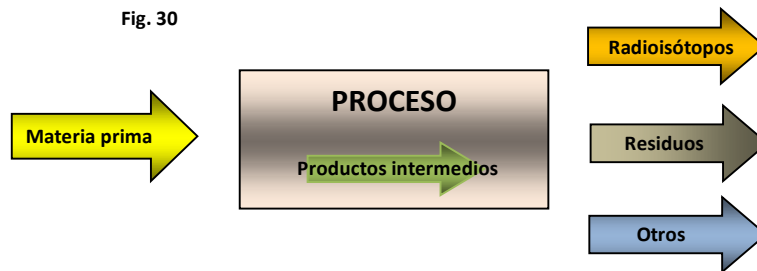 Fig. 30
Materia prima
PROCESO
Productos intermedios
Radioisótopos
Residuos
Otros